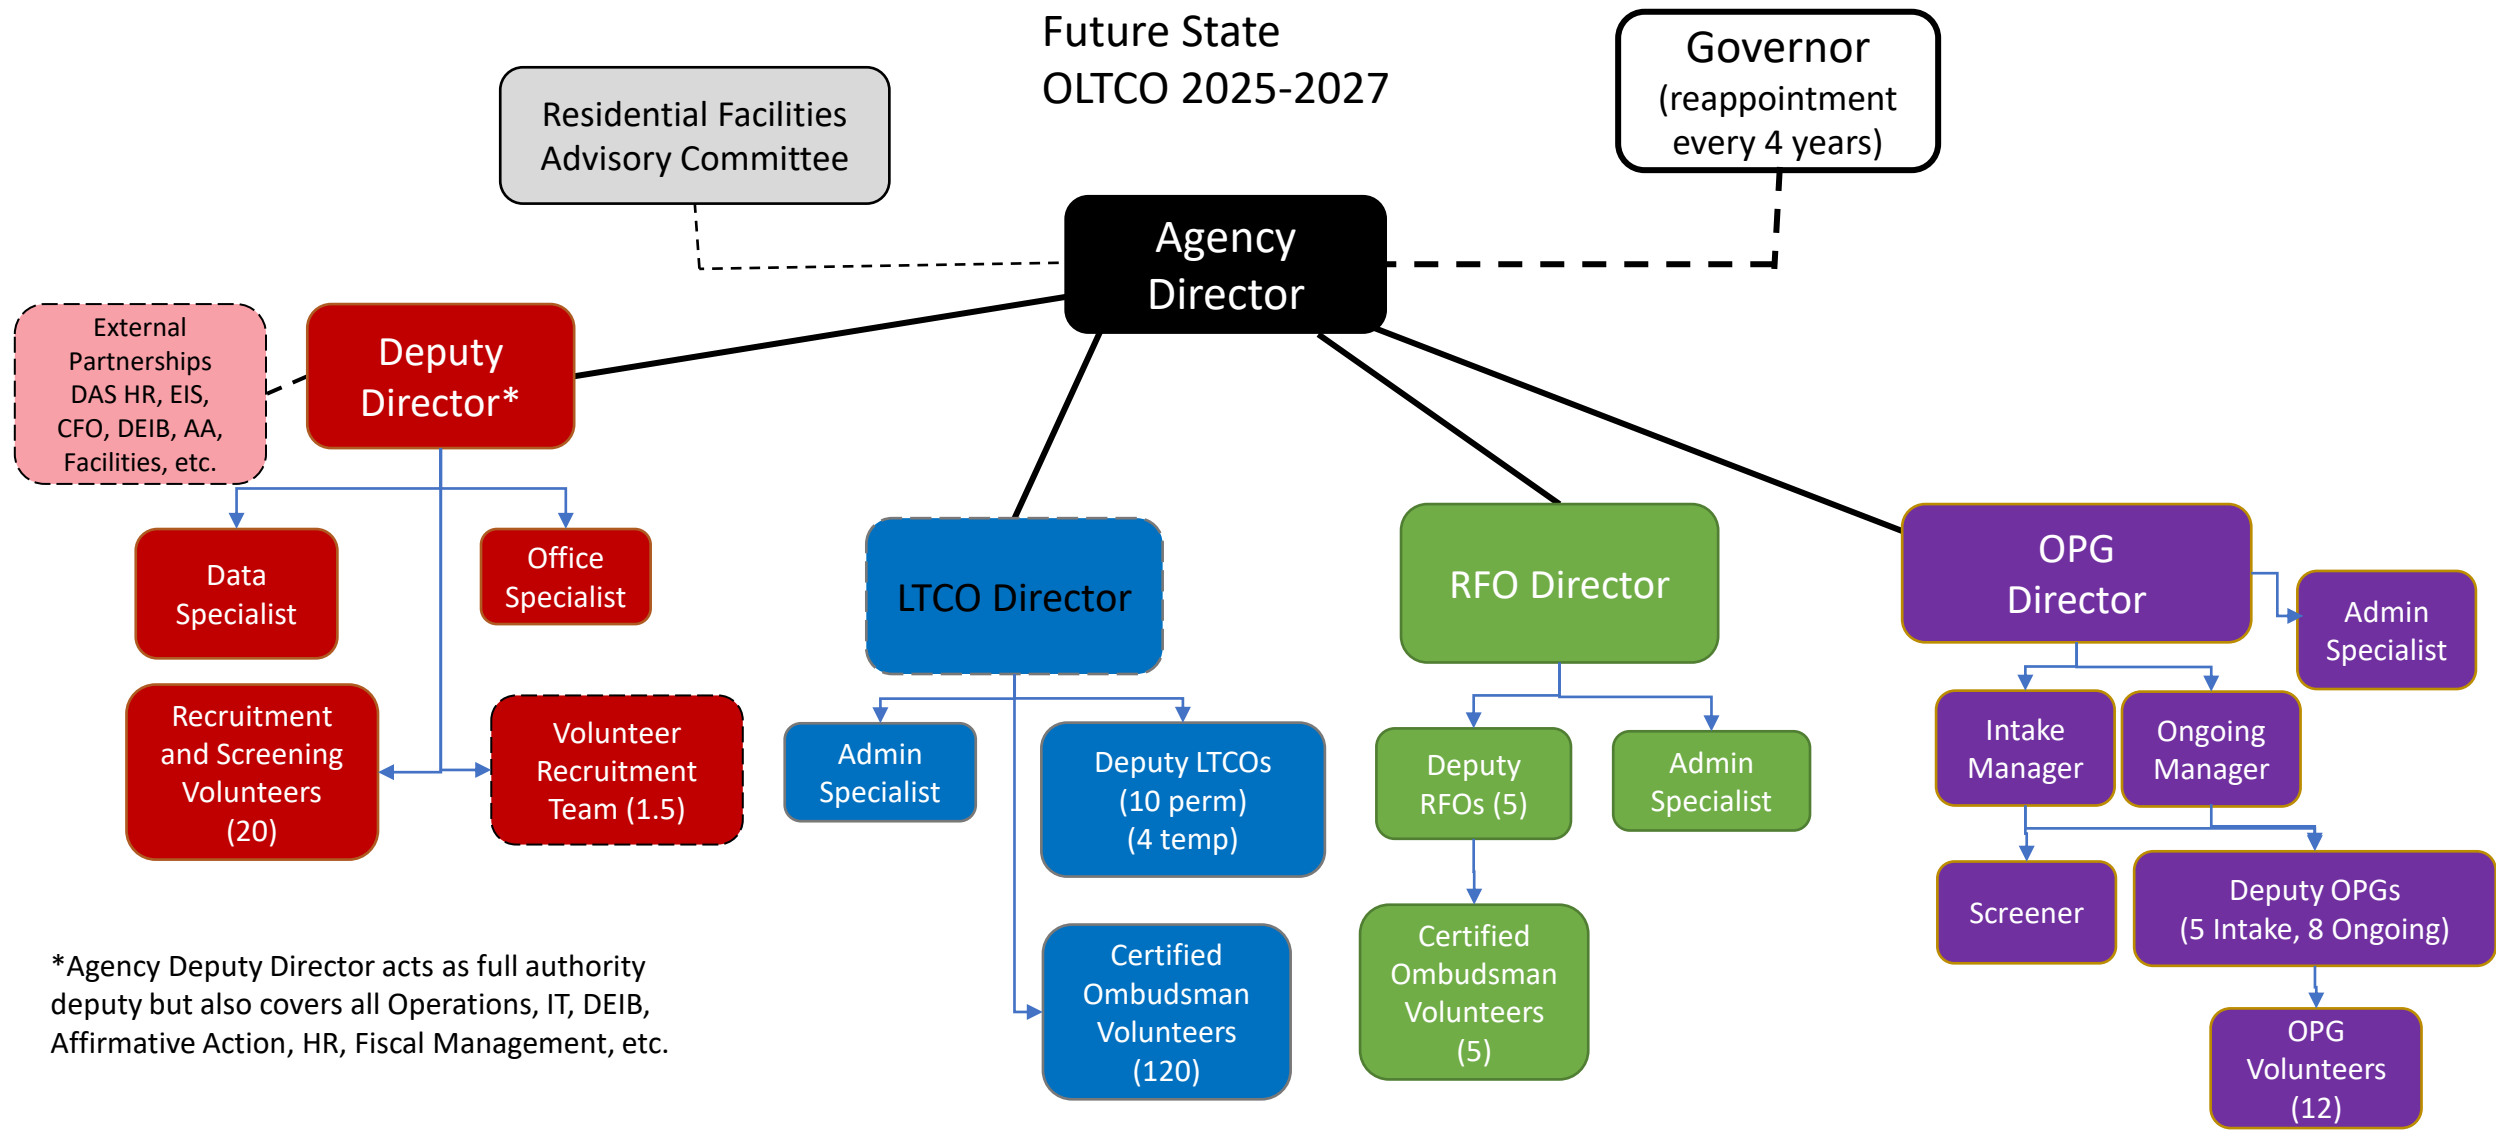 Future State
OLTCO 2025-2027
Governor
(reappointment
every 4 years)
Residential Facilities
Advisory Committee
Agency
Director
External
Partnerships
DAS HR, EIS,
CFO, DEIB, AA,
Facilities, etc.
Deputy
Director*
Data
Specialist
Office
Specialist
Recruitment
and Screening
Volunteers
(20)
Volunteer
Recruitment
Team (1.5)
LTCO Director
Admin
Specialist
Deputy LTCOs
(10 perm)
(4 temp)
Certified
Ombudsman
Volunteers
(120)
RFO Director
Deputy
RFOs (5)
Admin
Specialist
Certified
Ombudsman
Volunteers
(5)
OPG
Director
Admin
Specialist
Intake
Manager
Ongoing
Manager
Screener
Deputy OPGs
(5 Intake, 8 Ongoing)
OPG
Volunteers
(12)
*Agency Deputy Director acts as full authority
deputy but also covers all Operations, IT, DEIB,
Affirmative Action, HR, Fiscal Management, etc.